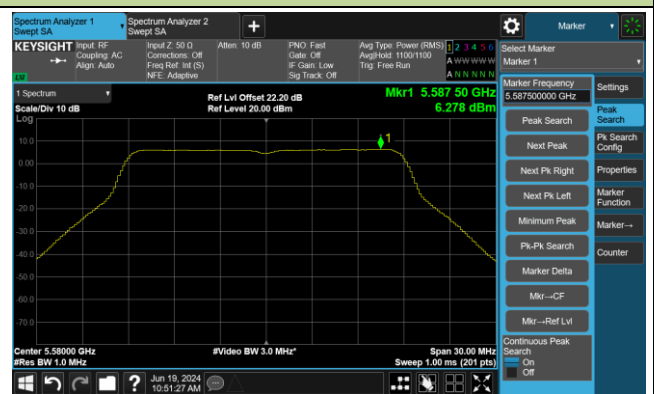 Spectrum Analyzer 1
Swept SA
Spectrum Analyzer 2
Swept SA
+
Marker
KEYSIGHT
Input: RF
Coupling: AC
Align: Auto
Input Z: 50 Ω
Corrections: Off
Freq Ref: Int (S)
NFE: Adaptive
Atten: 10 dB
PNO: Fast
Gate: Off
IF Gain: Low
Sig Track: Off
Avg Type: Power (RMS)
Avg|Hold: 1100/1100
Trig: Free Run
1 2 3 4 5 6
A W W W W W
A N N N N N
LXI
Select Marker
Marker 1
1 Spectrum
Scale/Div 10 dB
Log
Ref Lvl Offset 22.20 dB
Ref Level 20.00 dBm
Mkr1 5.587 50 GHz
6.278 dBm
10.0
0.00
-10.0
-20.0
-30.0
-40.0
-50.0
-60.0
-70.0
1
Center 5.58000 GHz
#Res BW 1.0 MHz
#Video BW 3.0 MHz*
Span 30.00 MHz
Sweep 1.00 ms (201 pts)
Marker Frequency
5.587500000 GHz
Peak Search
Next Peak
Next Pk Right
Next Pk Left
Minimum Peak
Pk-Pk Search
Marker Delta
Mkr→CF
Mkr→Ref Lvl
Continuous Peak
Search
On
Off
Settings
Peak
Search
Pk Search
Config
Properties
Marker
Function
Marker→
Counter
?
Jun 19, 2024
10:51:27 AM